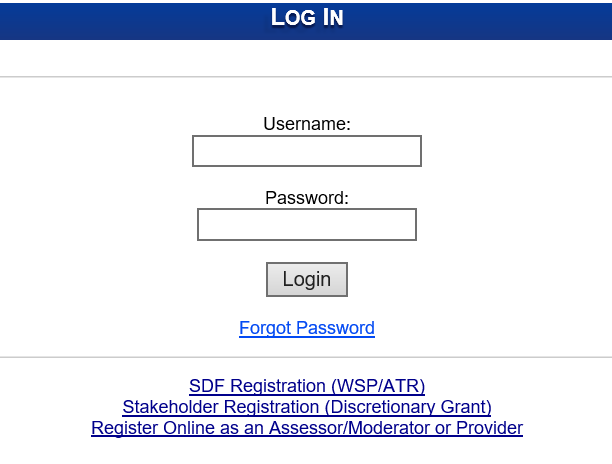 LOG IN
Username:
Password:
Login
Forgot Password
SDF Registration (WSP/ATR)
Stakeholder Registration (Discretionary Grant)
Register Online as an Assessor/Moderator or Provider